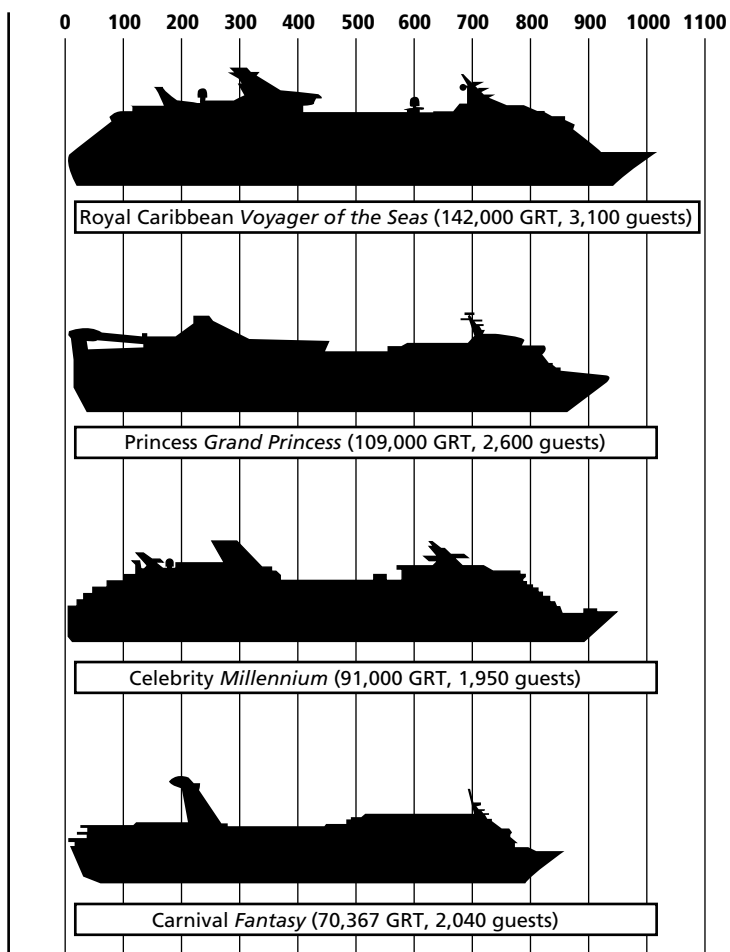 0 100 200 300 400 500 600 700 800 900 1000 1100
Royal Caribbean Voyager of the Seas (142,000 GRT, 3,100 guests)
Princess Grand Princess (109,000 GRT, 2,600 guests)
Celebrity Millennium (91,000 GRT, 1,950 guests)
Carnival Fantasy (70,367 GRT, 2,040 guests)